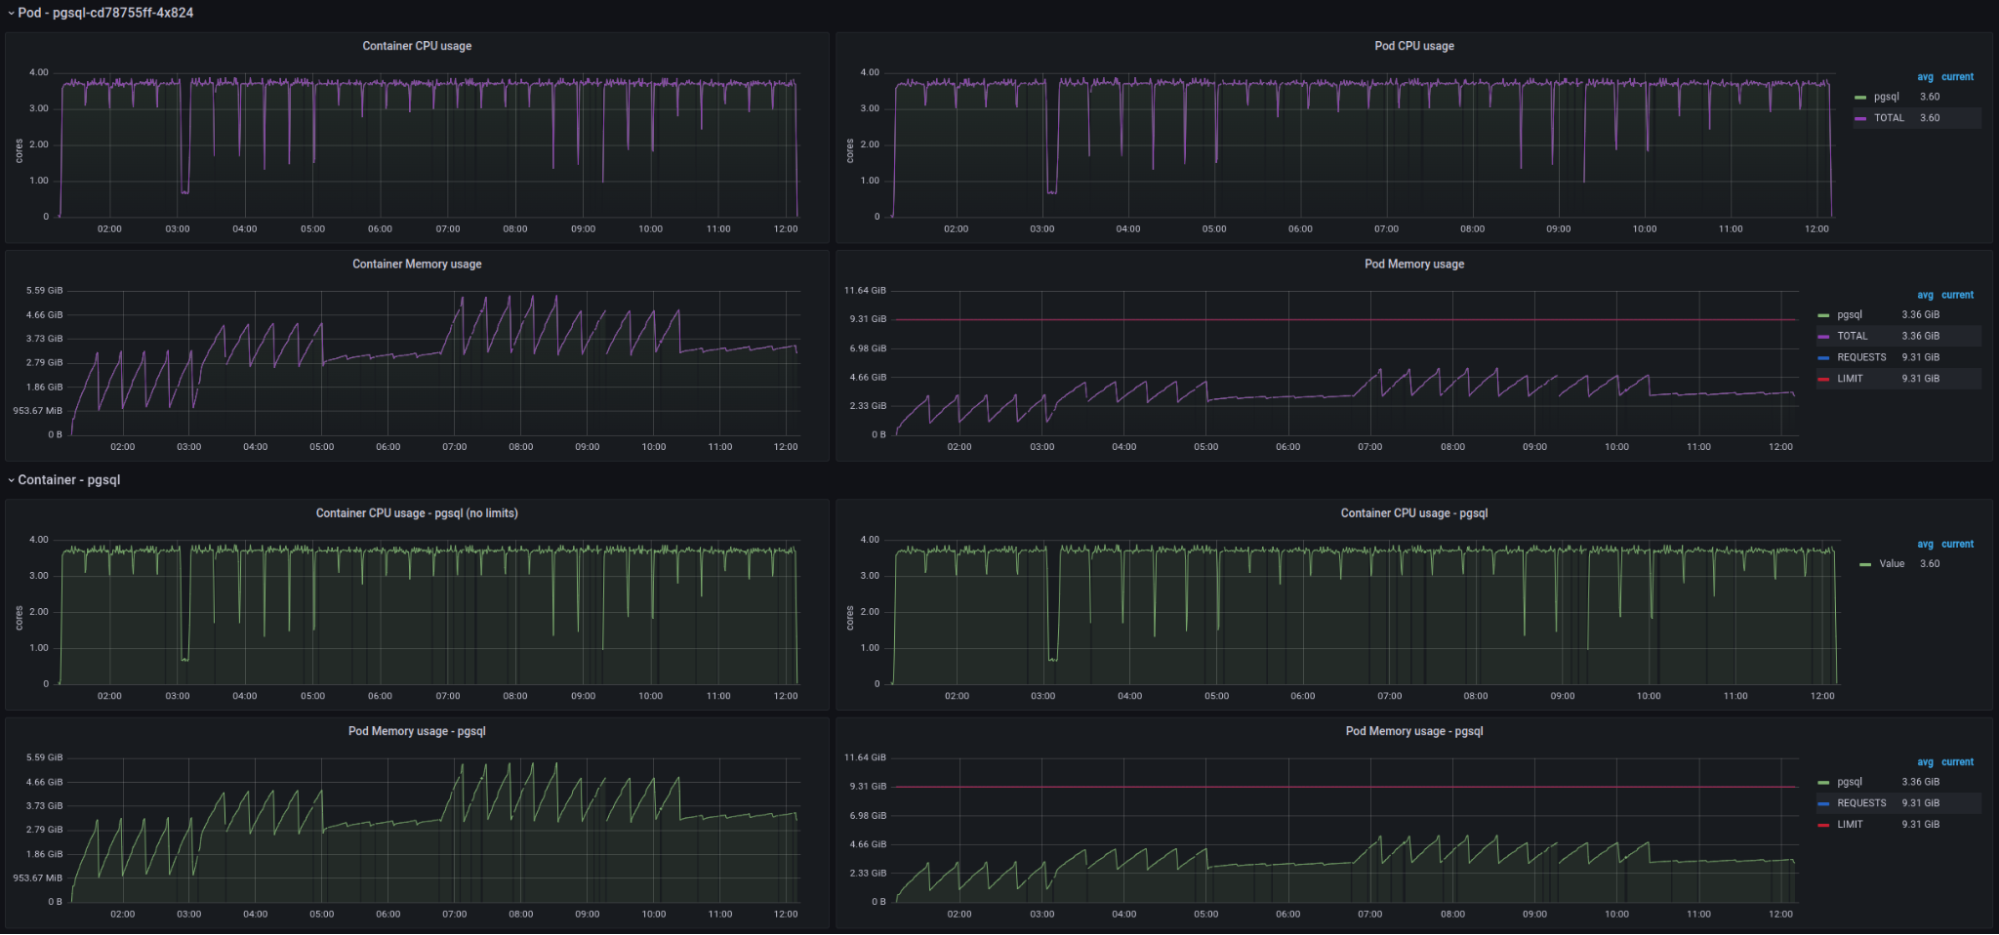 Pod - pgsql-cd78755ff-4x824
Container CPU usage
4.00
3.00
2.00
1.00
0
cores
02:00 03:00 04:00 05:00 06:00 07:00 08:00 09:00 10:00 11:00 12:00
Pod CPU usage
4.00
3.00
2.00
1.00
0
cores
02:00 03:00 04:00 05:00 06:00 07:00 08:00 09:00 10:00 11:00 12:00
avg current
pgsql 3.60
TOTAL 3.60
Container Memory usage
5.59 GiB
4.66 GiB
3.73 GiB
2.79 GiB
1.86 GiB
953.67 MiB
0 B
02:00 03:00 04:00 05:00 06:00 07:00 08:00 09:00 10:00 11:00 12:00
Pod Memory usage
11.64 GiB
9.31 GiB
6.98 GiB
4.66 GiB
2.33 GiB
0 B
02:00 03:00 04:00 05:00 06:00 07:00 08:00 09:00 10:00 11:00 12:00
avg current
pgsql 3.36 GiB
TOTAL 3.36 GiB
REQUESTS 9.31 GiB
LIMIT 9.31 GiB
Container - pgsql
Container CPU usage - pgsql (no limits)
4.00
3.00
2.00
1.00
0
cores
02:00 03:00 04:00 05:00 06:00 07:00 08:00 09:00 10:00 11:00 12:00
Container CPU usage - pgsql
4.00
3.00
2.00
1.00
0
cores
02:00 03:00 04:00 05:00 06:00 07:00 08:00 09:00 10:00 11:00 12:00
avg current
Value 3.60
Pod Memory usage - pgsql
5.59 GiB
4.66 GiB
3.73 GiB
2.79 GiB
1.86 GiB
953.67 MiB
0 B
02:00 03:00 04:00 05:00 06:00 07:00 08:00 09:00 10:00 11:00 12:00
Pod Memory usage - pgsql
11.64 GiB
9.31 GiB
6.98 GiB
4.66 GiB
2.33 GiB
0 B
02:00 03:00 04:00 05:00 06:00 07:00 08:00 09:00 10:00 11:00 12:00
avg current
pgsql 3.36 GiB
REQUESTS 9.31 GiB
LIMIT 9.31 GiB